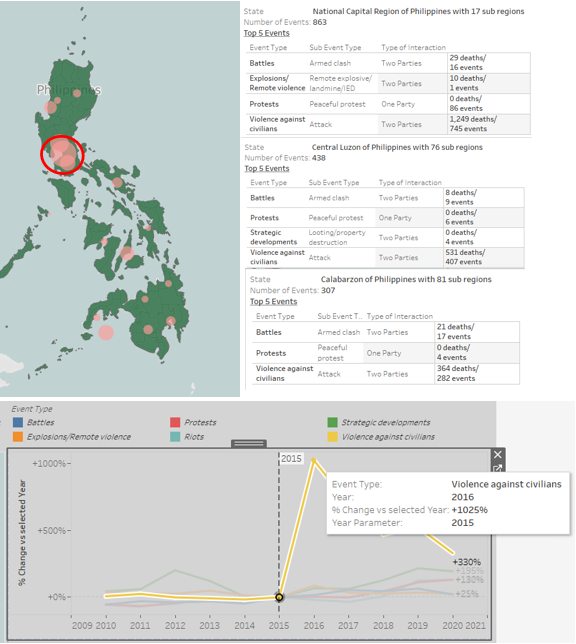 Philippines
State National Capital Region of Philippines with 17 sub regions
Number of Events: 863
Top 5 Events
Event Type Sub Event Type Type of Interaction
Battles Armed clash Two Parties 29 deaths/
16 events
Explosions/ Remote explosive/ Two Parties 10 deaths/
Remote violence landmine/IED 1 events
Protests Peaceful protest One Party 0 deaths/
86 events
Violence against Attack Two Parties 1,249 deaths/
civilians 745 events
State Central Luzon of Philippines with 76 sub regions
Number of Events: 438
Top 5 Events
Event Type Sub Event Type Type of Interaction
Battles Armed clash Two Parties 8 deaths/
9 events
Protests Peaceful protest One Party 0 deaths/
6 events
Strategic Looting/property Two Parties 0 deaths/
developments destruction 4 events
Violence against Attack Two Parties 531 deaths/
civilians 407 events
State Calabarzon of Philippines with 81 sub regions
Number of Events: 307
Top 5 Events
Event Type Sub Event T.. Type of Interaction
Battles Armed clash Two Parties 21 deaths/
17 events
Protests Peaceful One Party 0 deaths/
protest 4 events
Violence against Attack Two Parties 364 deaths/
civilians 282 events
Event Type
Battles Protests Strategic developments
Explosions/Remote violence Riots Violence against civilians
% Change vs selected Year
+1000%
+500%
+0%
2015
Event Type: Violence against civilians
Year: 2016
% Change vs selected Year: +1025%
Year Parameter: 2015
+330%
+195%
+130%
+25%
2009 2010 2011 2012 2013 2014 2015 2016 2017 2018 2019 2020 2021